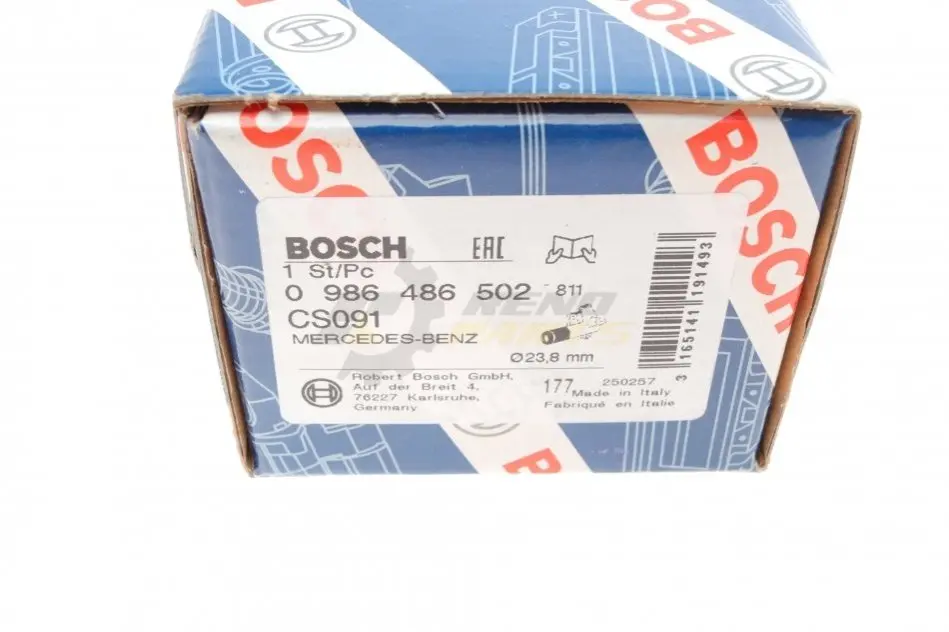 BOSCH
BOSCH
BOSCH
BOSCH
BOSCH EAC
1 St/Pc
0 986 486 502 - 811
CS091
MERCEDES-BENZ
Ø23,8 mm
3 165141 191493
Robert Bosch GmbH,
Auf der Breit 4,
76227 Karlsruhe,
Germany
177 250257
Made in Italy
Fabriqué en Italie
RENO